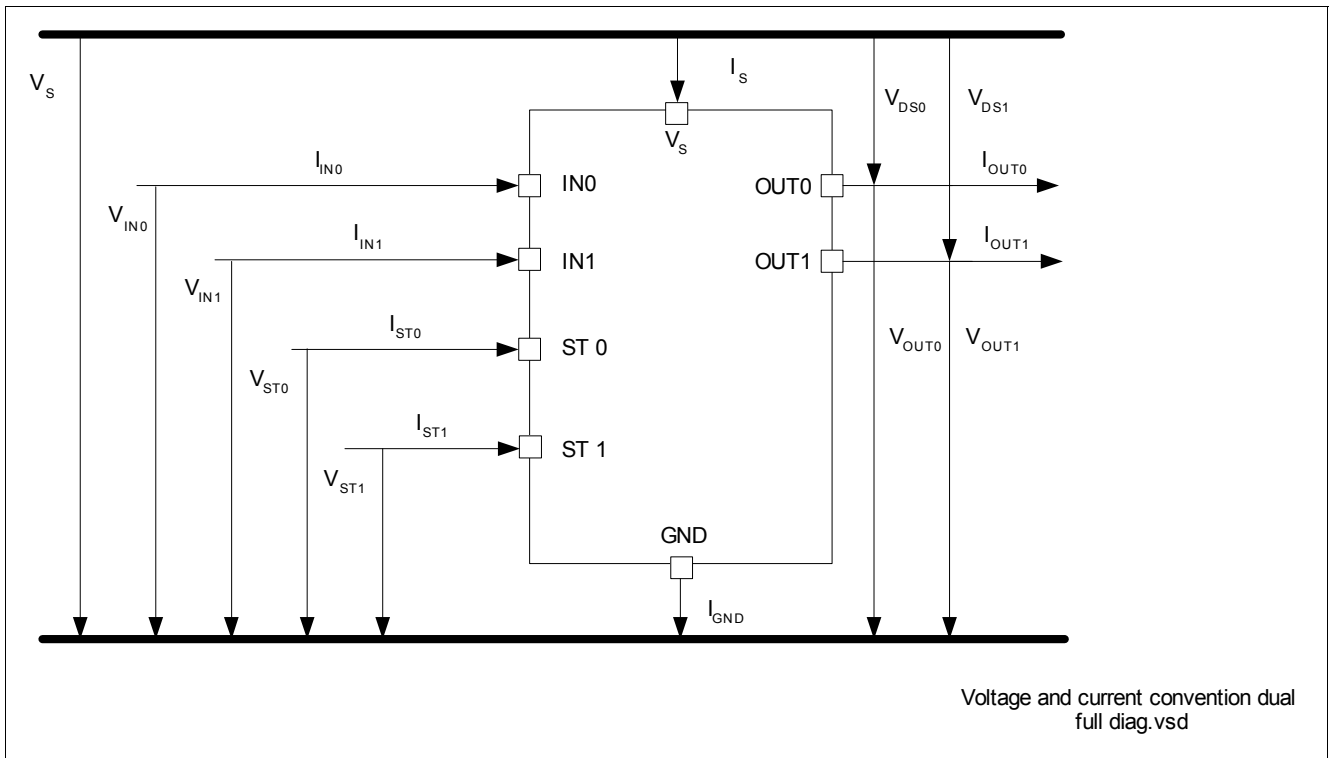 V_S
I_S
V_DS0
V_DS1
V_S
I_IN0
IN0
OUT0
I_OUT0
V_IN0
I_IN1
IN1
OUT1
I_OUT1
V_IN1
I_ST0
ST 0
V_OUT0
V_OUT1
V_ST0
I_ST1
ST 1
V_ST1
GND
I_GND
Voltage and current convention dual
full diag.vsd